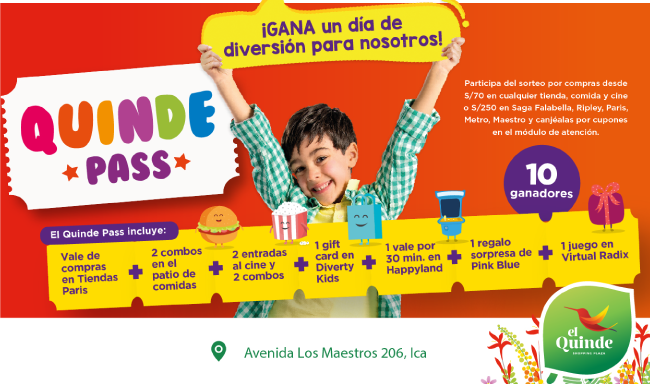 ¡GANA un día de
diversión para nosotros!
QUINDE
PASS
Participa del sorteo por compras desde
S/70 en cualquier tienda, comida y cine
o S/250 en Saga Falabella, Ripley, Paris,
Metro, Maestro y canjéalas por cupones
en el módulo de atención.
10
ganadores
El Quinde Pass incluye:
Vale de
compras
en Tiendas
Paris
+
2 combos
en el
patio de
comidas
+
2 entradas
al cine y
2 combos
+
1 gift
card en
Diverty
Kids
+
1 vale por
30 min. en
Happyland
+
1 regalo
sorpresa de
Pink Blue
+
1 juego en
Virtual Radix
el
Quinde
SHOPPING PLAZA
Avenida Los Maestros 206, Ica